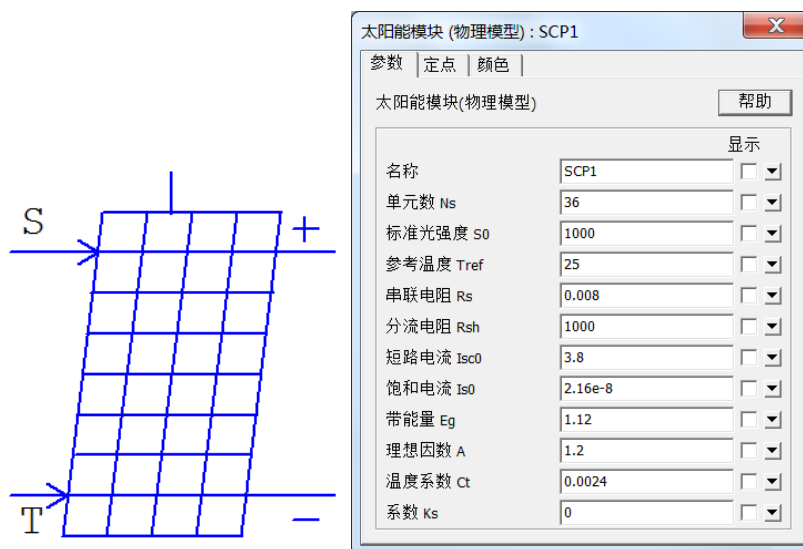 S
+
T
−
太阳能模块 (物理模型) : SCP1
参数 定点 颜色
太阳能模块(物理模型) 帮助
显示
名称 SCP1
单元数 Ns 36
标准光强度 S0 1000
参考温度 Tref 25
串联电阻 Rs 0.008
分流电阻 Rsh 1000
短路电流 Isc0 3.8
饱和电流 Is0 2.16e-8
带能量 Eg 1.12
理想因数 A 1.2
温度系数 Ct 0.0024
系数 Ks 0